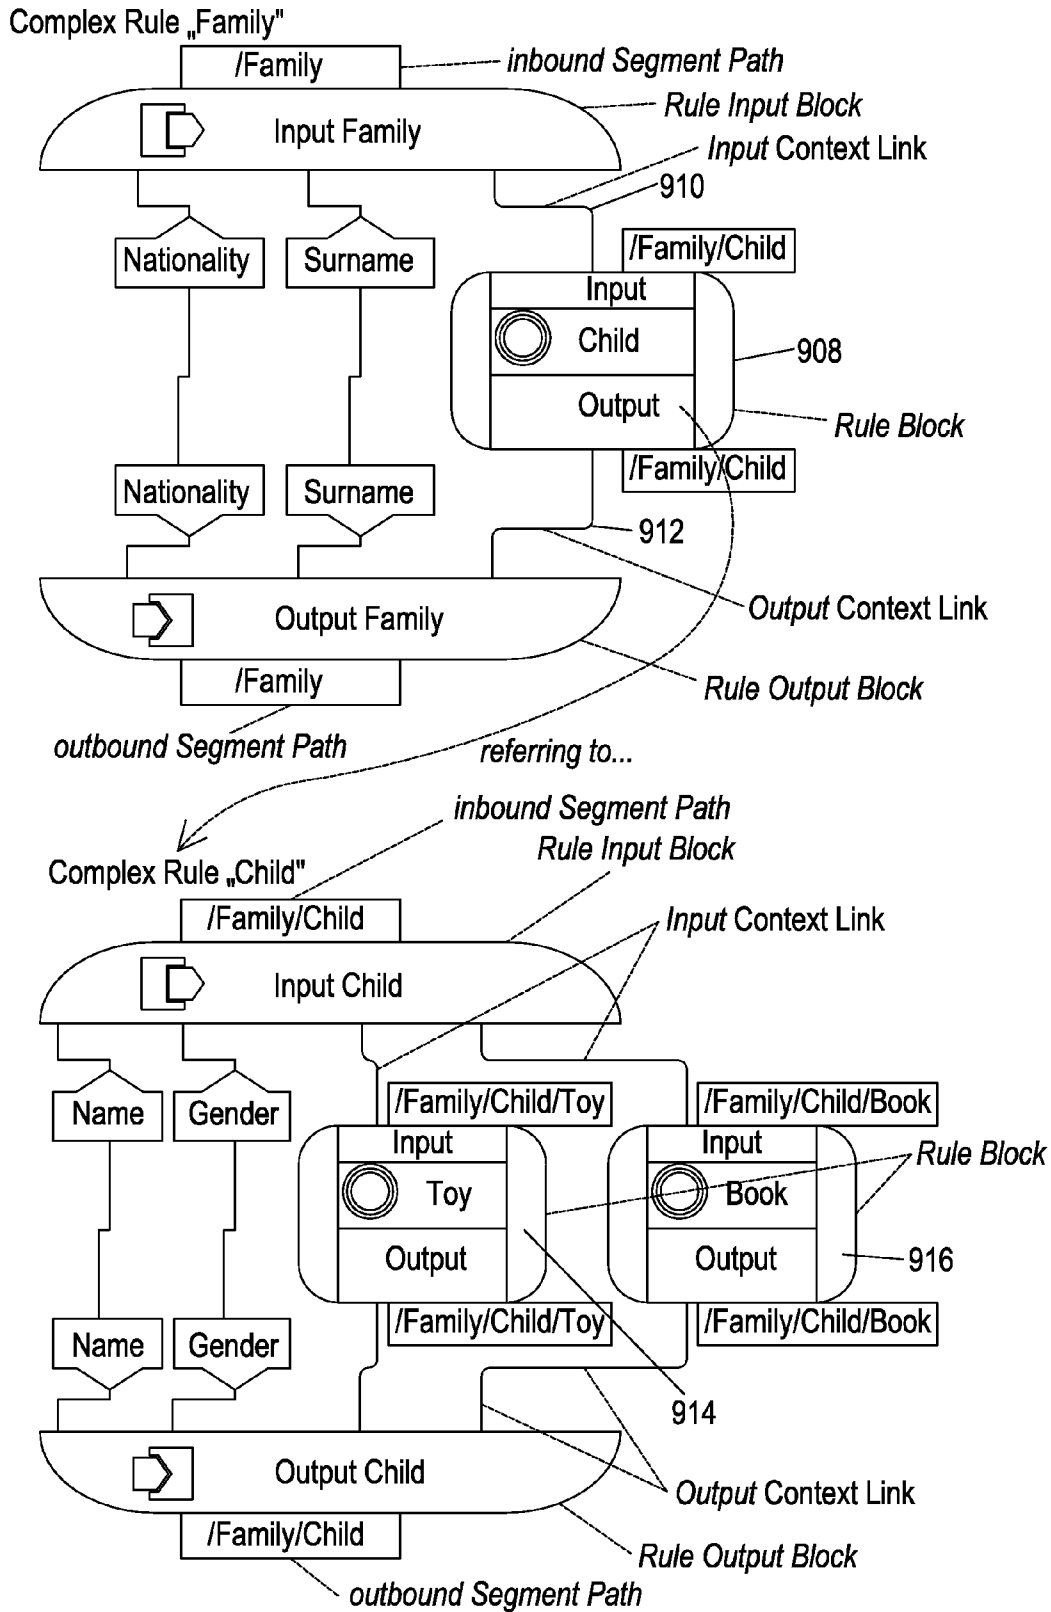 Complex Rule „Family"
/Family
inbound Segment Path
Input Family
Rule Input Block
Input Context Link
910
Nationality
Surname
/Family/Child
Input
Child
908
Output
Rule Block
/Family/Child
Nationality
Surname
912
Output Family
Output Context Link
/Family
Rule Output Block
outbound Segment Path
referring to...
inbound Segment Path
Rule Input Block
Complex Rule „Child"
/Family/Child
Input Context Link
Input Child
Name
Gender
/Family/Child/Toy
/Family/Child/Book
Input
Input
Rule Block
Toy
Book
Output
Output
916
/Family/Child/Toy
/Family/Child/Book
Name
Gender
914
Output Child
Output Context Link
/Family/Child
Rule Output Block
outbound Segment Path